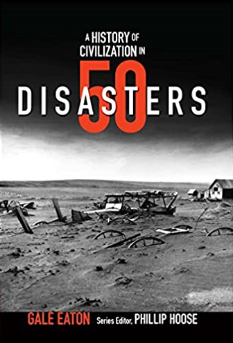 A HISTORY OF
CIVILIZATION IN
50
DISASTERS
GALE EATON Series Editor, PHILLIP HOOSE